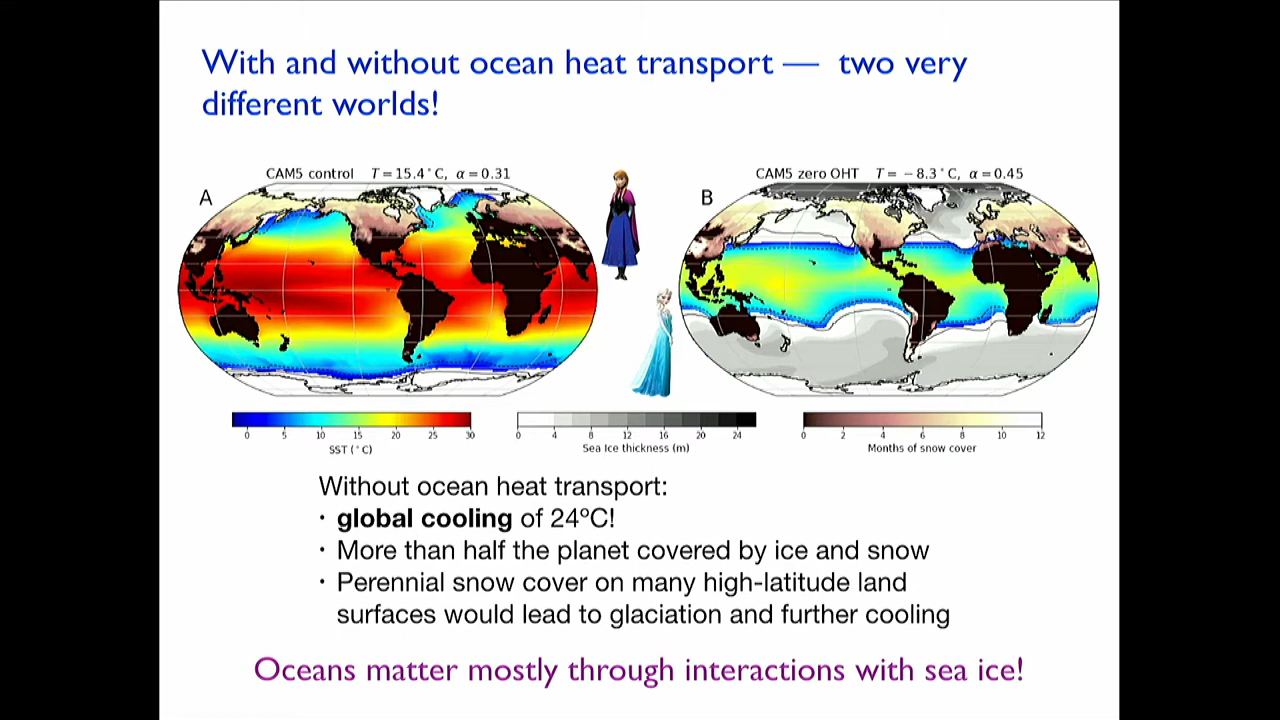 With and without ocean heat transport — two very
different worlds!
CAM5 control T = 15.4°C, α = 0.31
CAM5 zero OHT T = −8.3°C, α = 0.45
A
B
0 5 10 15 20 25 30
SST (°C)
0 4 8 12 16 20 24
Sea Ice thickness (m)
0 2 4 6 8 10 12
Months of snow cover
Without ocean heat transport:
· global cooling of 24ºC!
· More than half the planet covered by ice and snow
· Perennial snow cover on many high-latitude land
surfaces would lead to glaciation and further cooling
Oceans matter mostly through interactions with sea ice!